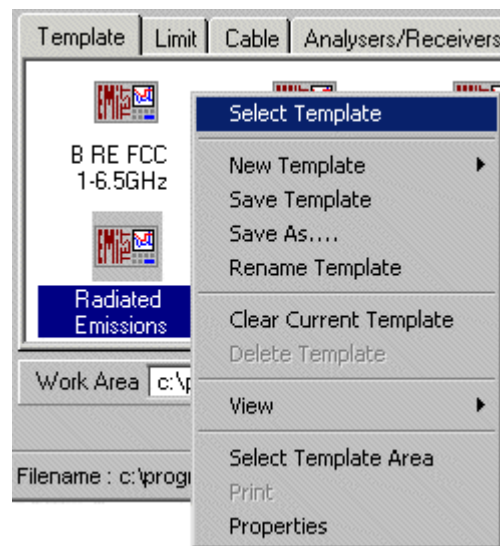 Template Limit Cable Analysers/Receivers
B RE FCC
1-6.5GHz
Radiated
Emissions
Work Area c:\p
Filename : c:\progr
Select Template
New Template
Save Template
Save As....
Rename Template
Clear Current Template
Delete Template
View
Select Template Area
Print
Properties